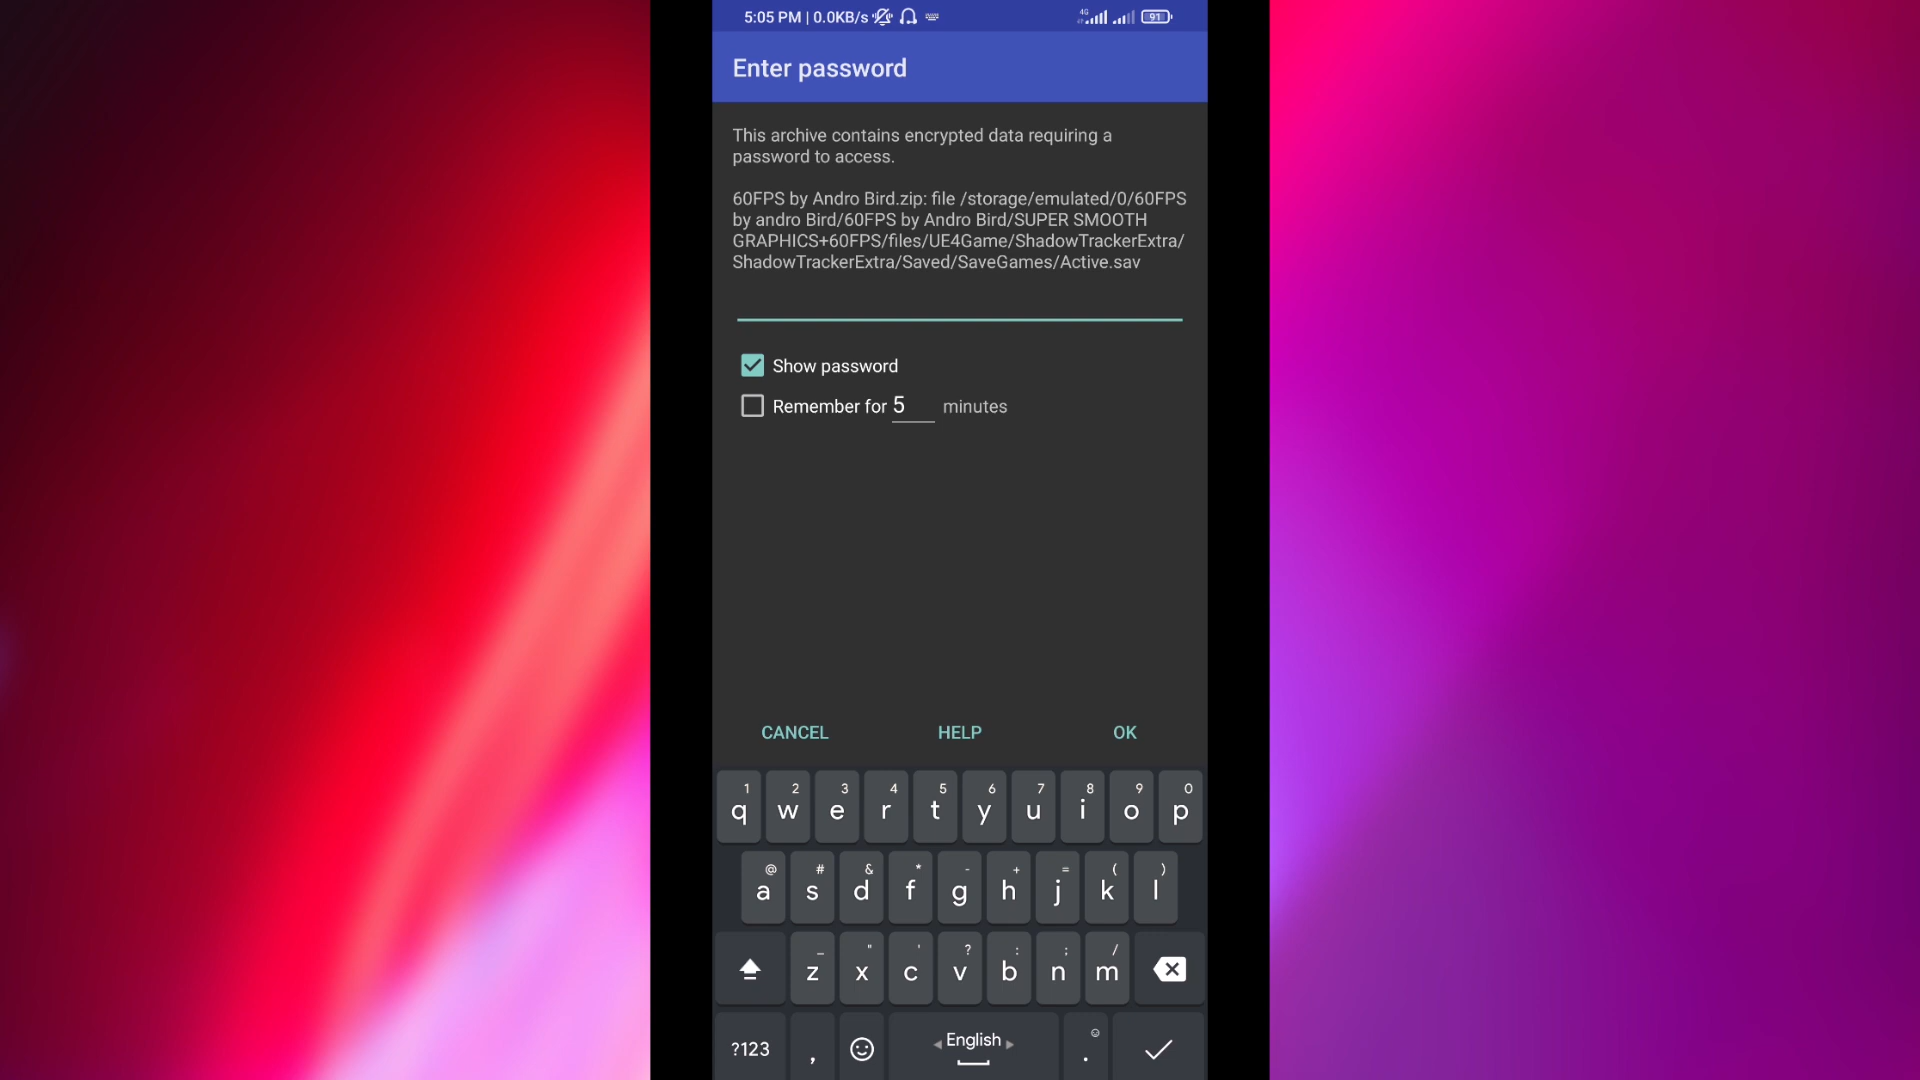 5:05 PM | 0.0KB/s
4G
91
Enter password
This archive contains encrypted data requiring a
password to access.
60FPS by Andro Bird.zip: file /storage/emulated/0/60FPS
by andro Bird/60FPS by Andro Bird/SUPER SMOOTH
GRAPHICS+60FPS/files/UE4Game/ShadowTrackerExtra/
ShadowTrackerExtra/Saved/SaveGames/Active.sav
Show password
Remember for 5 minutes
CANCEL HELP OK
1 2 3 4 5 6 7 8 9 0
q w e r t y u i o p
@ # & * - + = ( )
a s d f g h j k l
_ " ' ? : ; /
z x c v b n m
?123 , English .